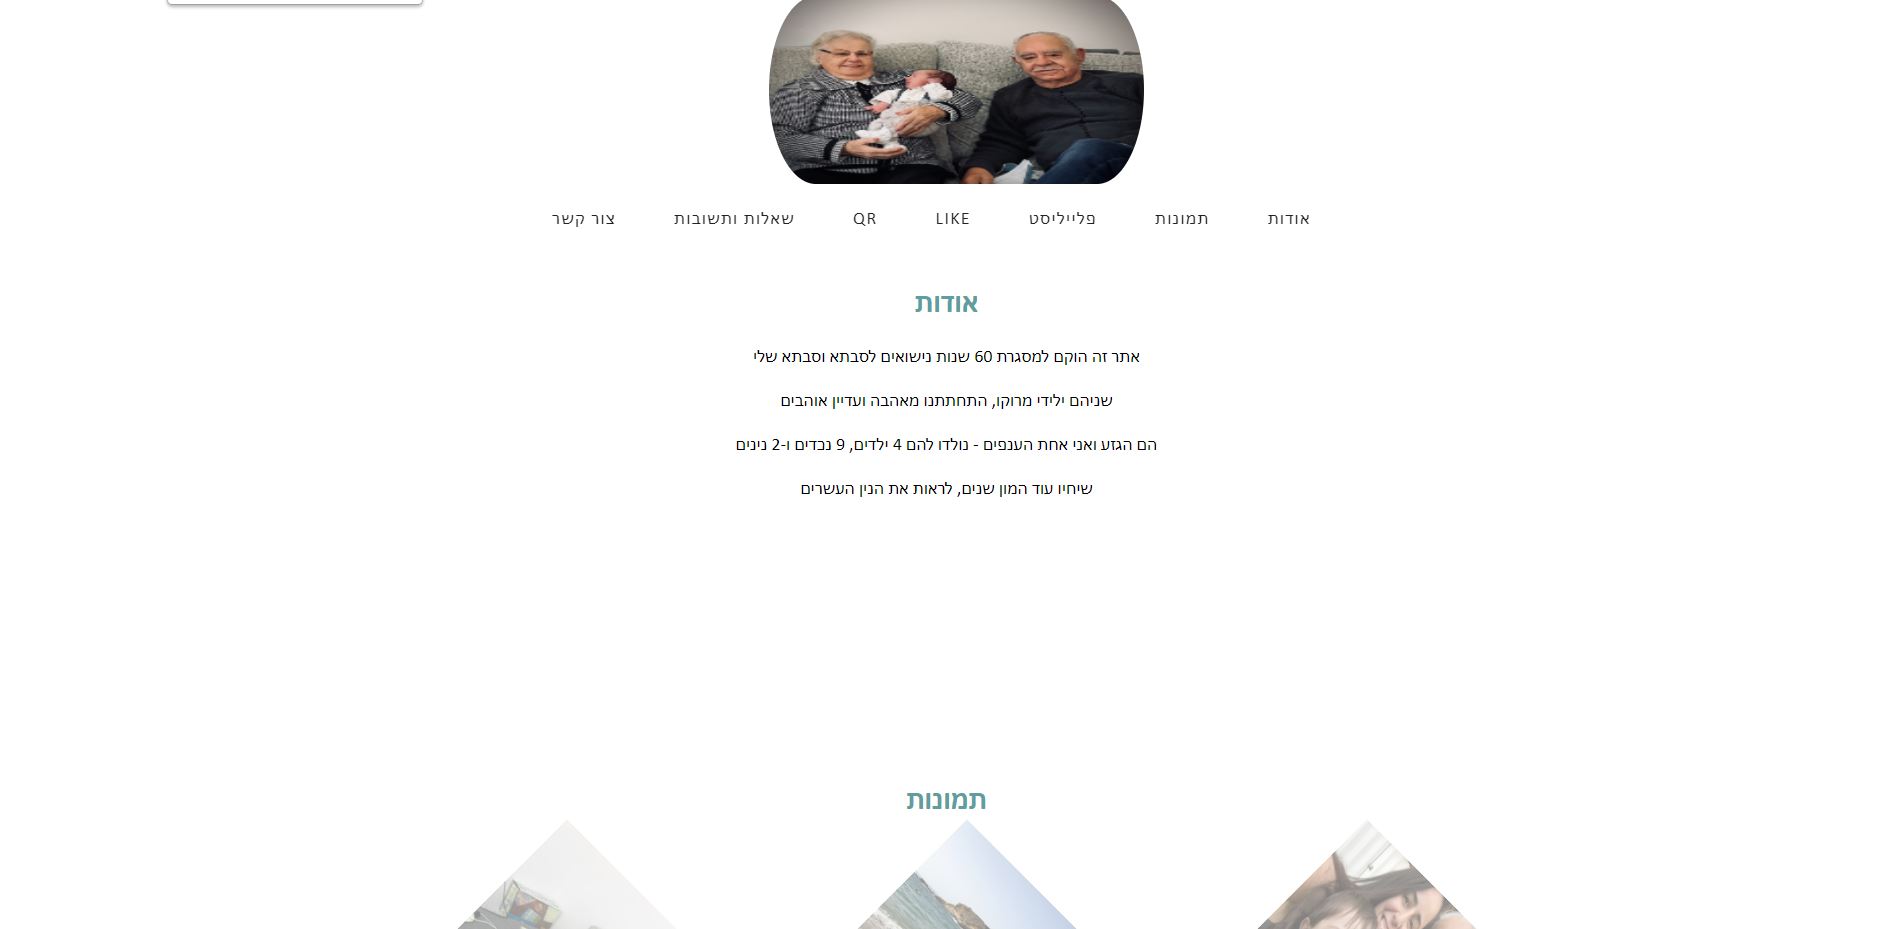 אודות תמונות פלייליסט LIKE QR שאלות ותשובות צור קשר
אודות
אתר זה הוקם למסגרת 60 שנות נישואים לסבתא וסבתא שלי
שניהם ילידי מרוקו, התחתתנו מאהבה ועדיין אוהבים
הם הגזע ואני אחת הענפים - נולדו להם 4 ילדים, 9 נכדים ו-2 נינים
שיחיו עוד המון שנים, לראות את הנין העשרים
תמונות